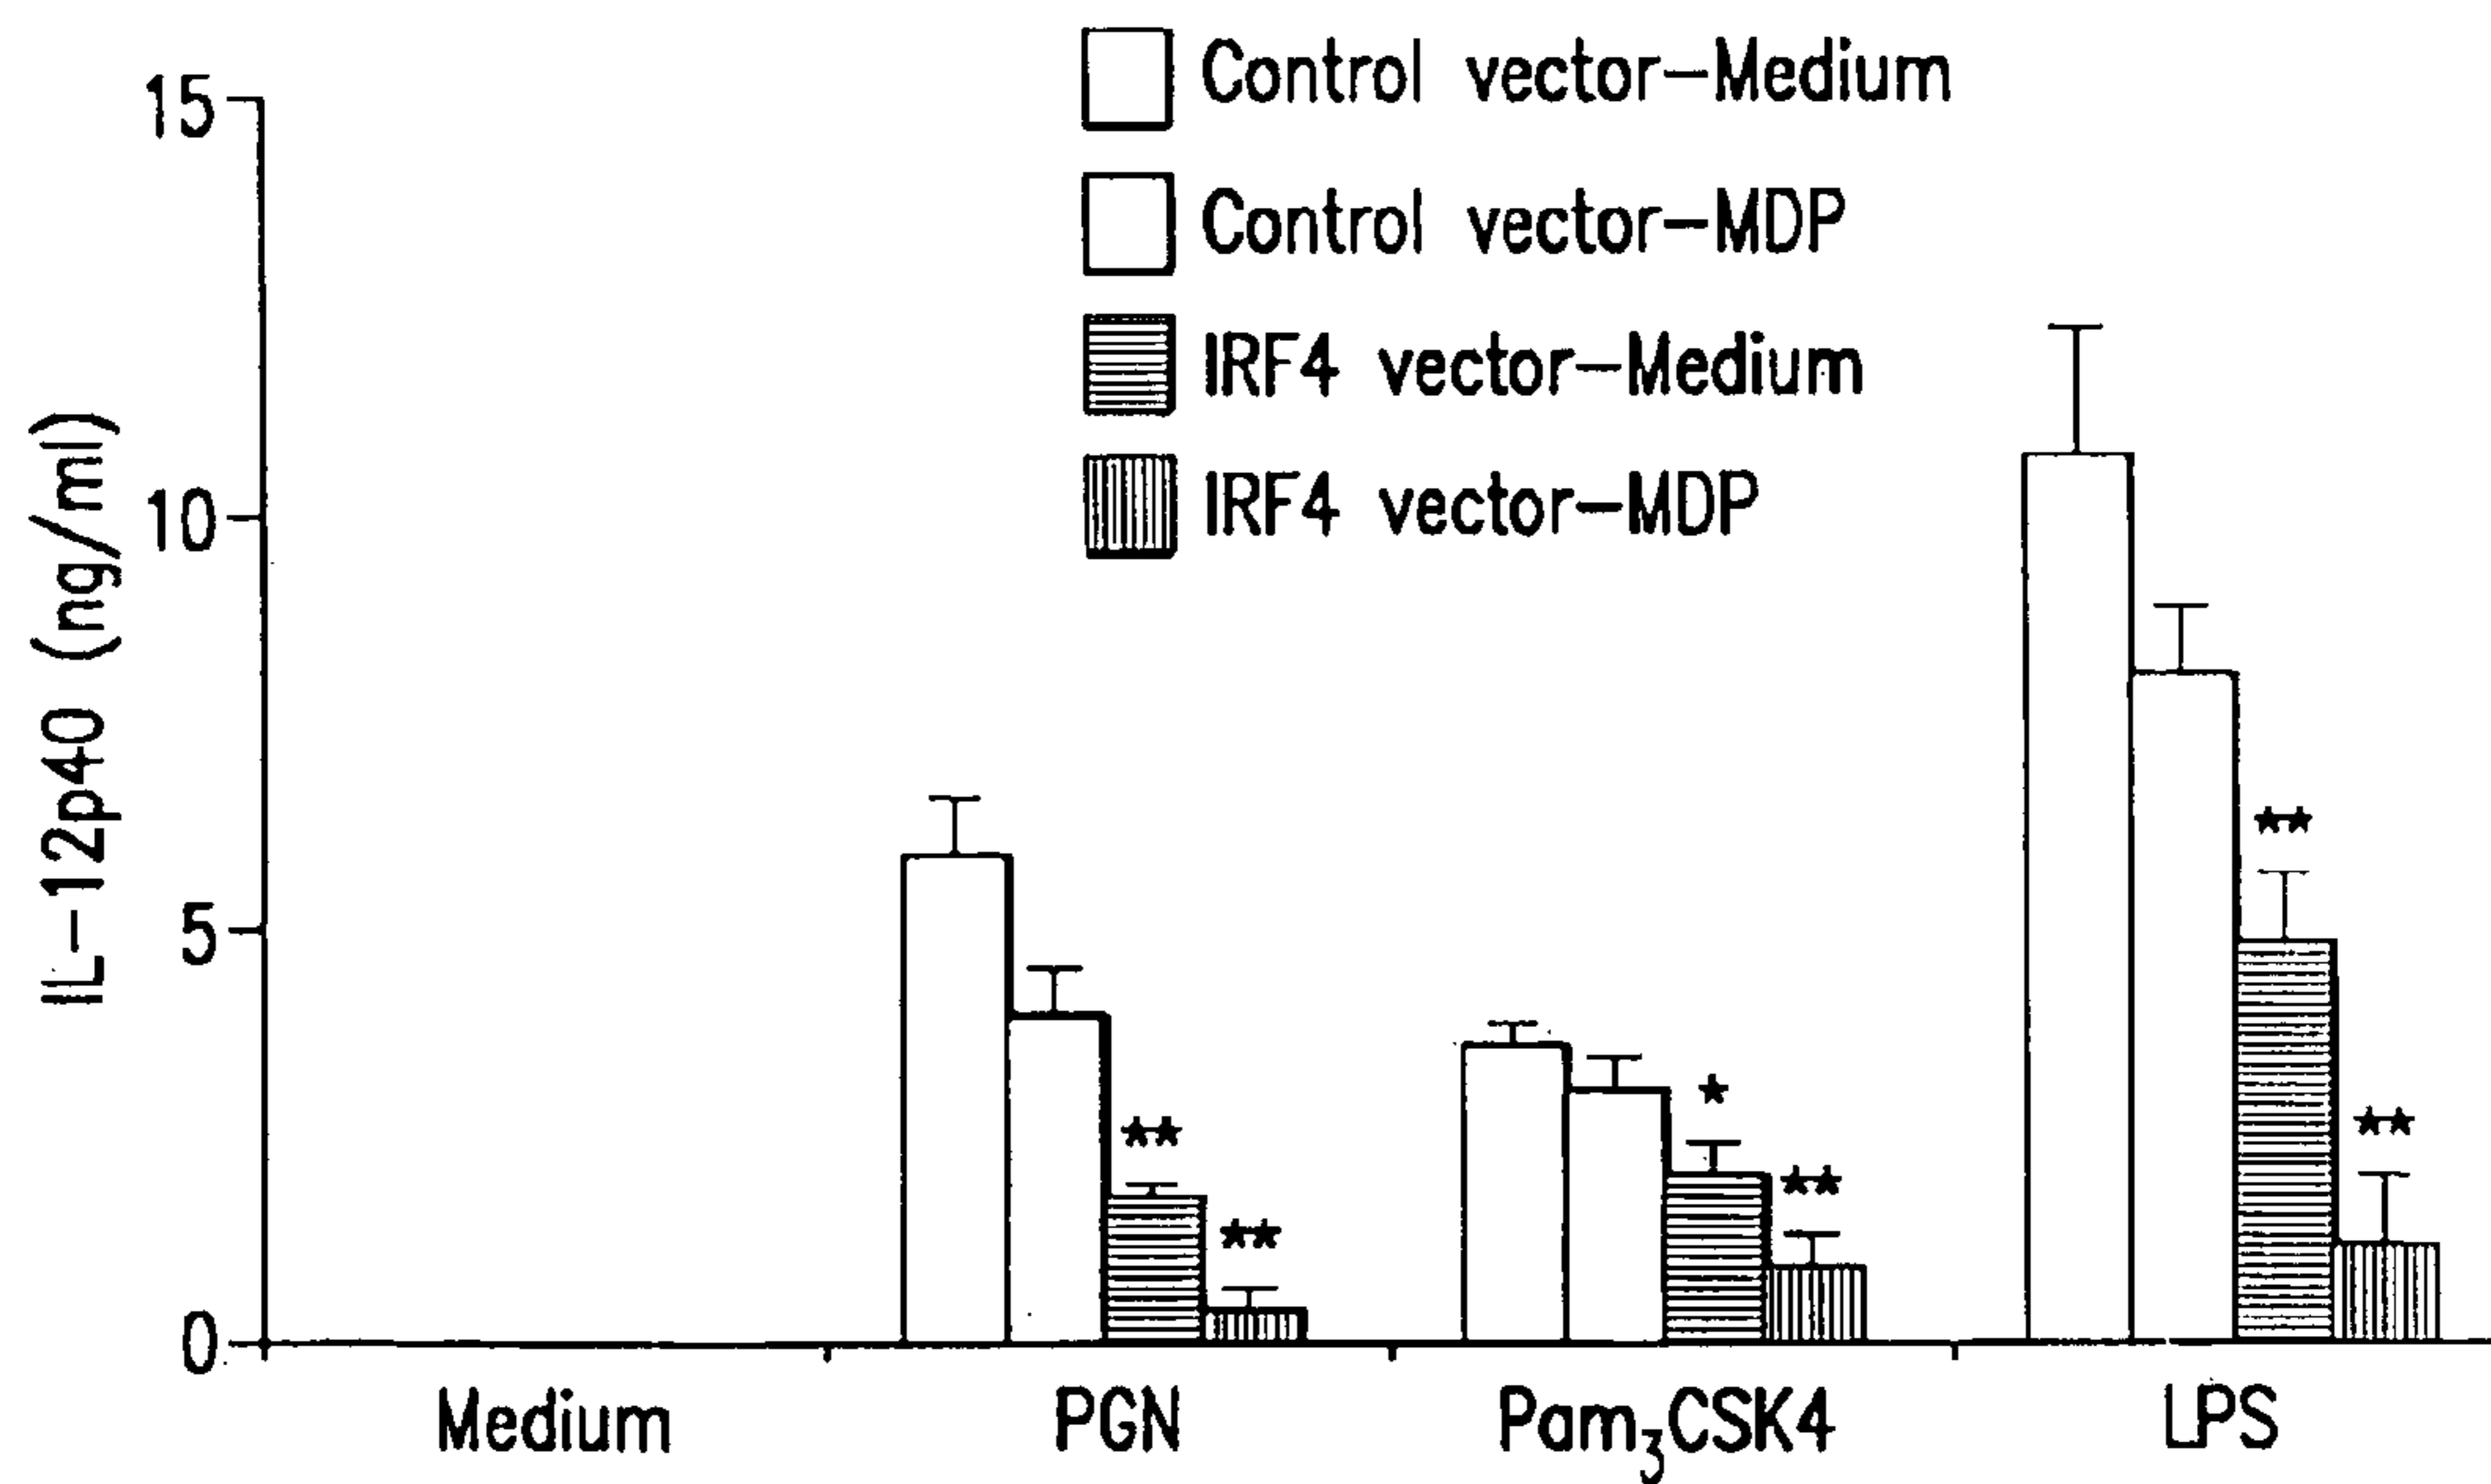 Control vector–Medium
Control vector–MDP
IRF4 vector–Medium
IRF4 vector–MDP
IL–12p40 (ng/ml)
15
10
5
0
**
**
*
**
**
**
Medium PGN Pam₃CSK4 LPS